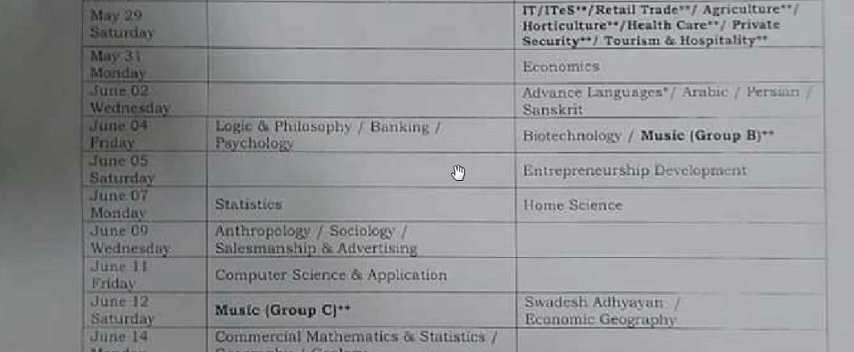 May 29
Saturday
IT/ITeS**/Retail Trade**/ Agriculture**/
Horticulture**/Health Care**/ Private
Security**/ Tourism & Hospitality**
May 31
Monday
Economics
June 02
Wednesday
Advance Languages*/ Arabic / Persian /
Sanskrit
June 04
Friday
Logic & Philosophy / Banking /
Psychology
Biotechnology / Music (Group B)**
June 05
Saturday
Entrepreneurship Development
June 07
Monday
Statistics
Home Science
June 09
Wednesday
Anthropology / Sociology /
Salesmanship & Advertising
June 11
Friday
Computer Science & Application
June 12
Saturday
Music (Group C)**
Swadesh Adhyayan /
Economic Geography
June 14
Commercial Mathematics & Statistics /